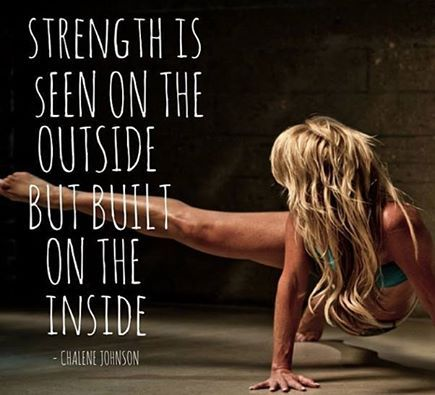 STRENGTH IS
SEEN ON THE
OUTSIDE
BUT BUILT
ON THE
INSIDE
- CHALENE JOHNSON